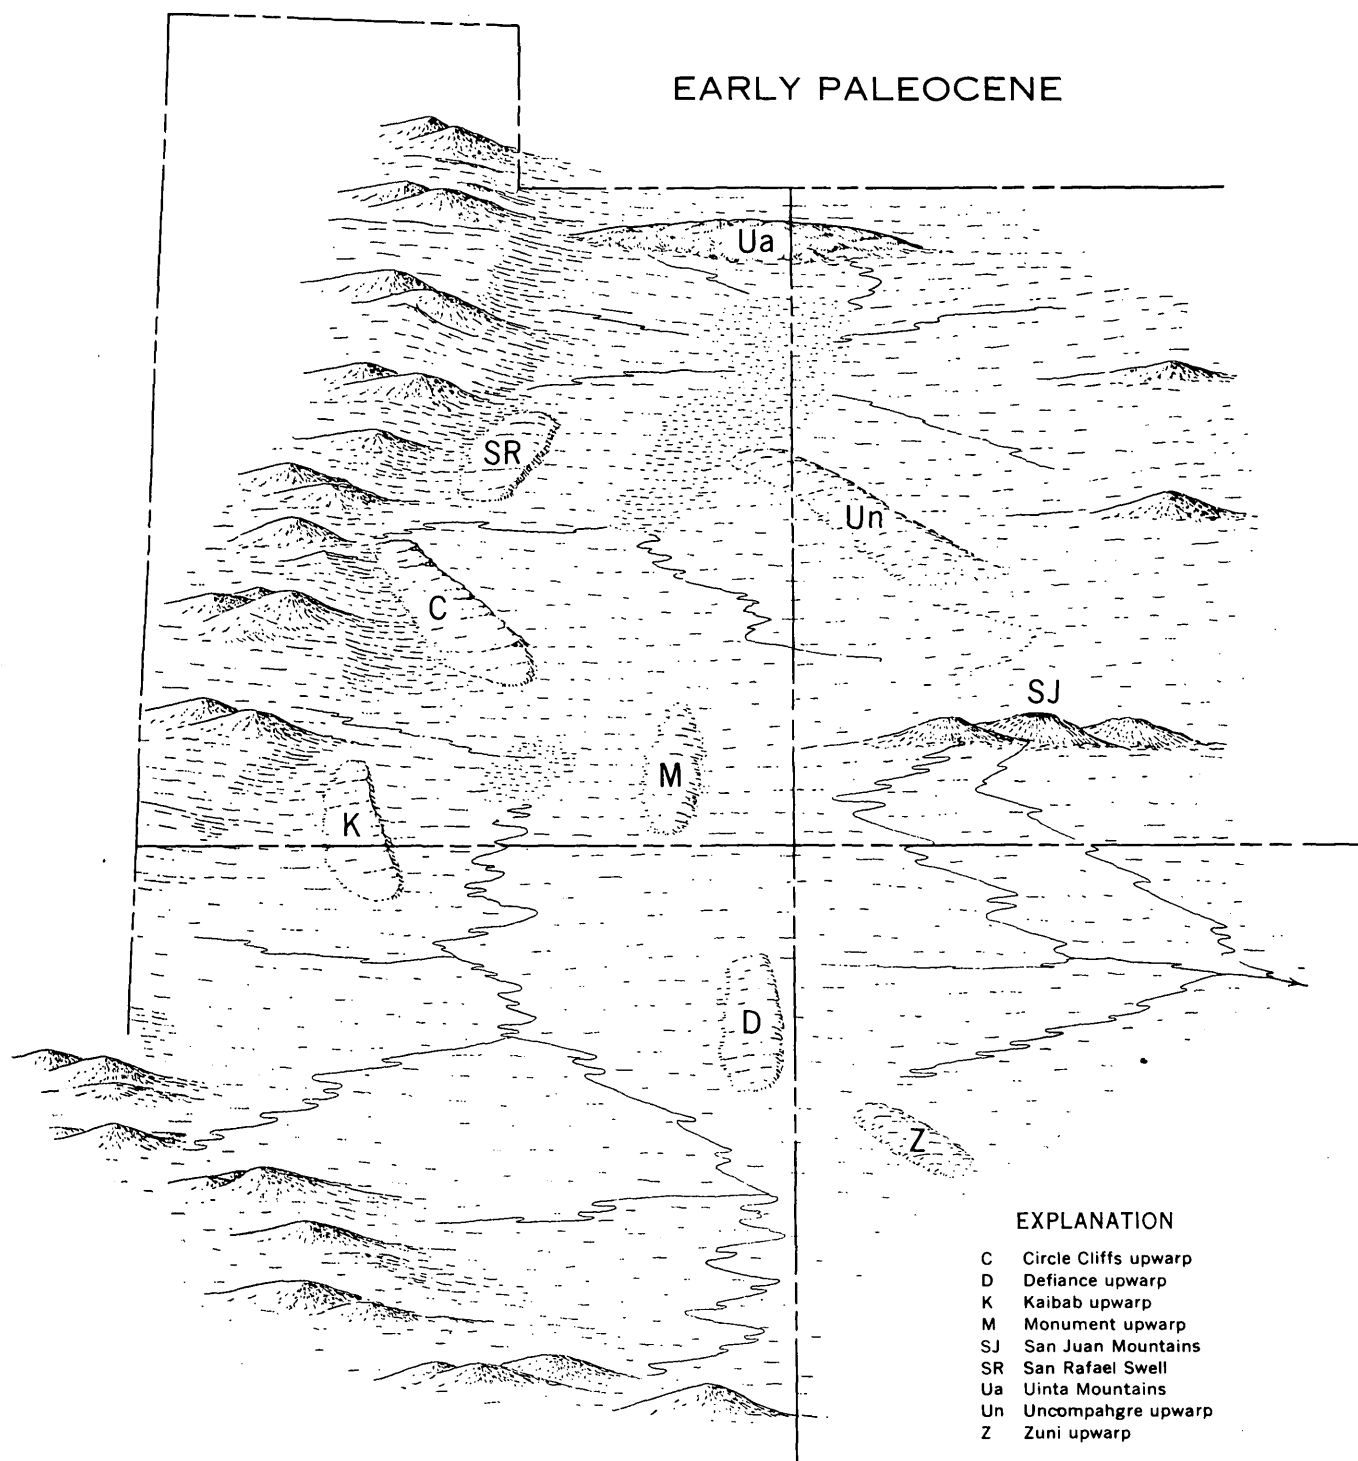 EARLY PALEOCENE
Ua
SR
Un
C
SJ
M
K
D
Z
EXPLANATION
C Circle Cliffs upwarp
D Defiance upwarp
K Kaibab upwarp
M Monument upwarp
SJ San Juan Mountains
SR San Rafael Swell
Ua Uinta Mountains
Un Uncompahgre upwarp
Z Zuni upwarp